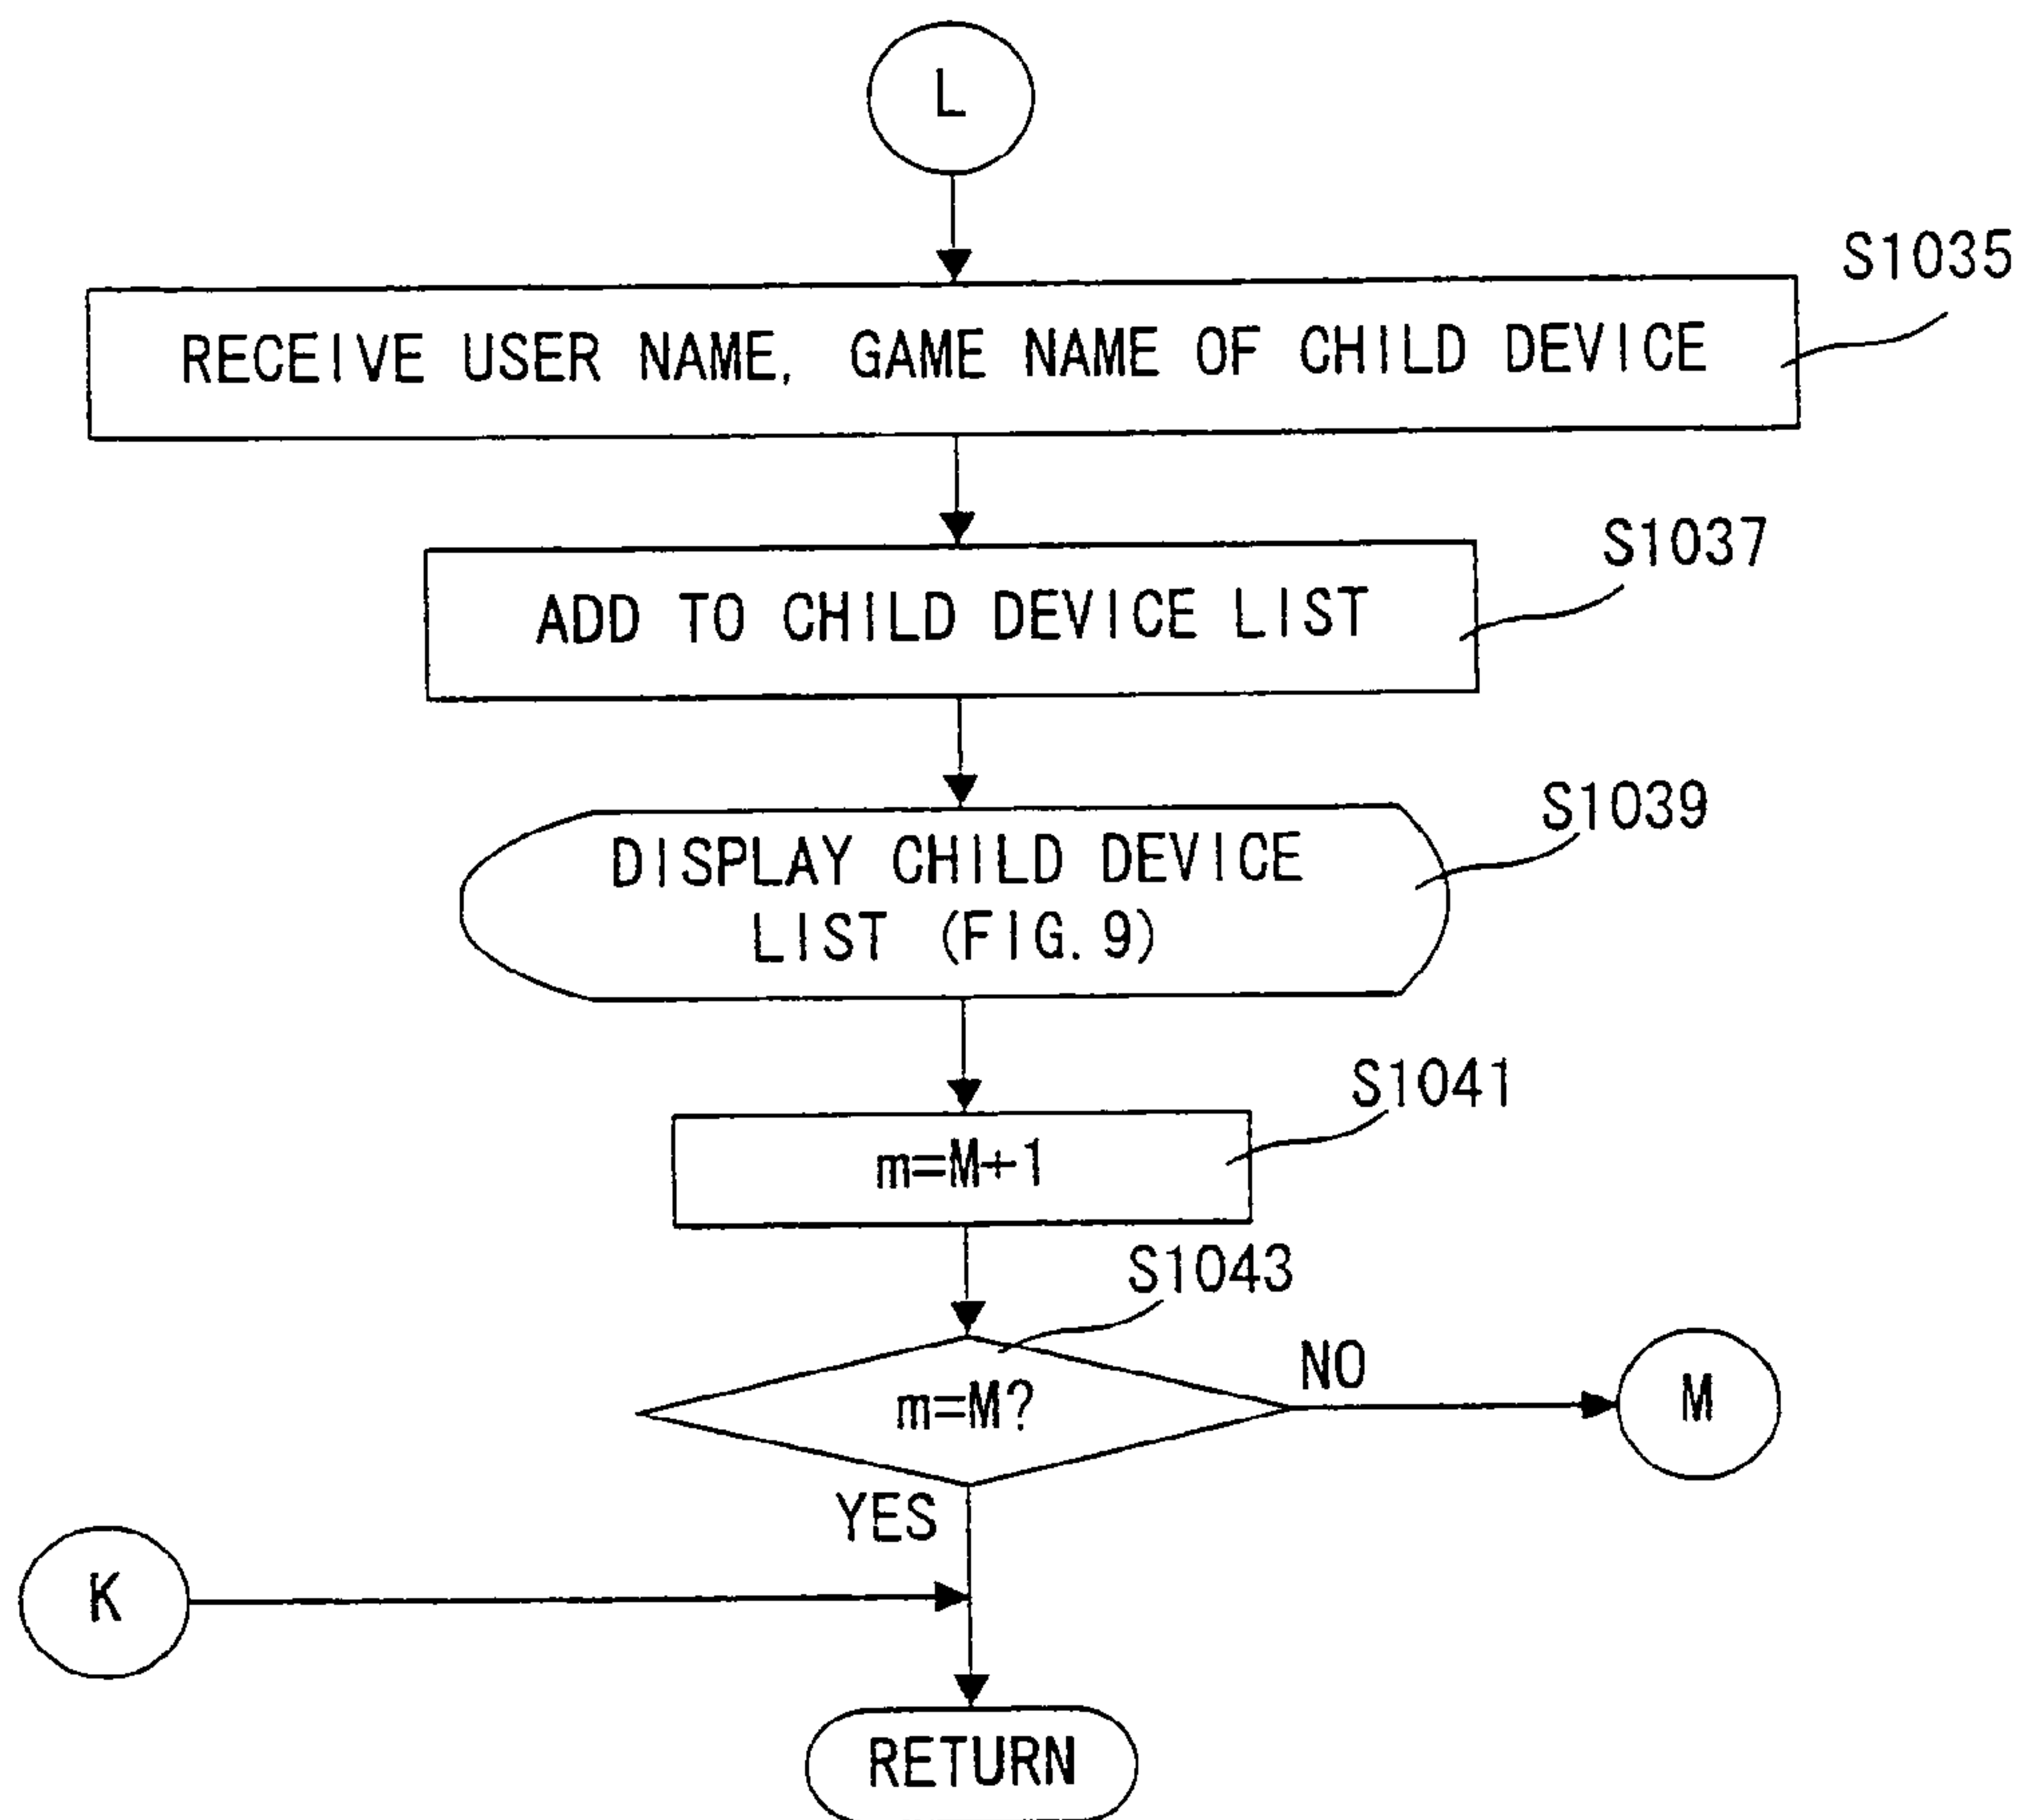 L
S1035
RECEIVE USER NAME, GAME NAME OF CHILD DEVICE
S1037
ADD TO CHILD DEVICE LIST
S1039
DISPLAY CHILD DEVICE
LIST (FIG. 9)
S1041
m=M+1
S1043
m=M?
NO
M
YES
K
RETURN